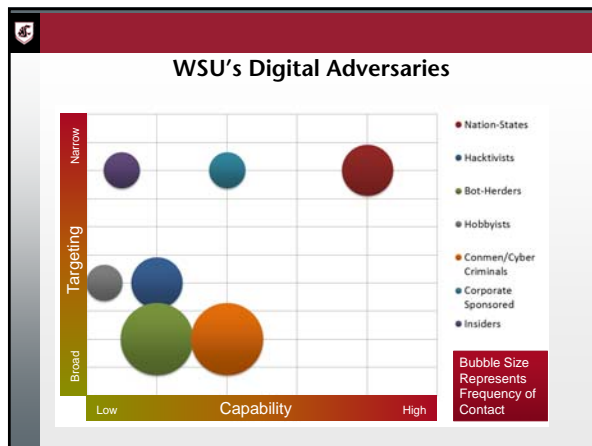 WSU's Digital Adversaries
Narrow
Targeting
Broad
Low
Capability
High
Nation-States
Hacktivists
Bot-Herders
Hobbyists
Conmen/Cyber
Criminals
Corporate
Sponsored
Insiders
Bubble Size
Represents
Frequency of
Contact